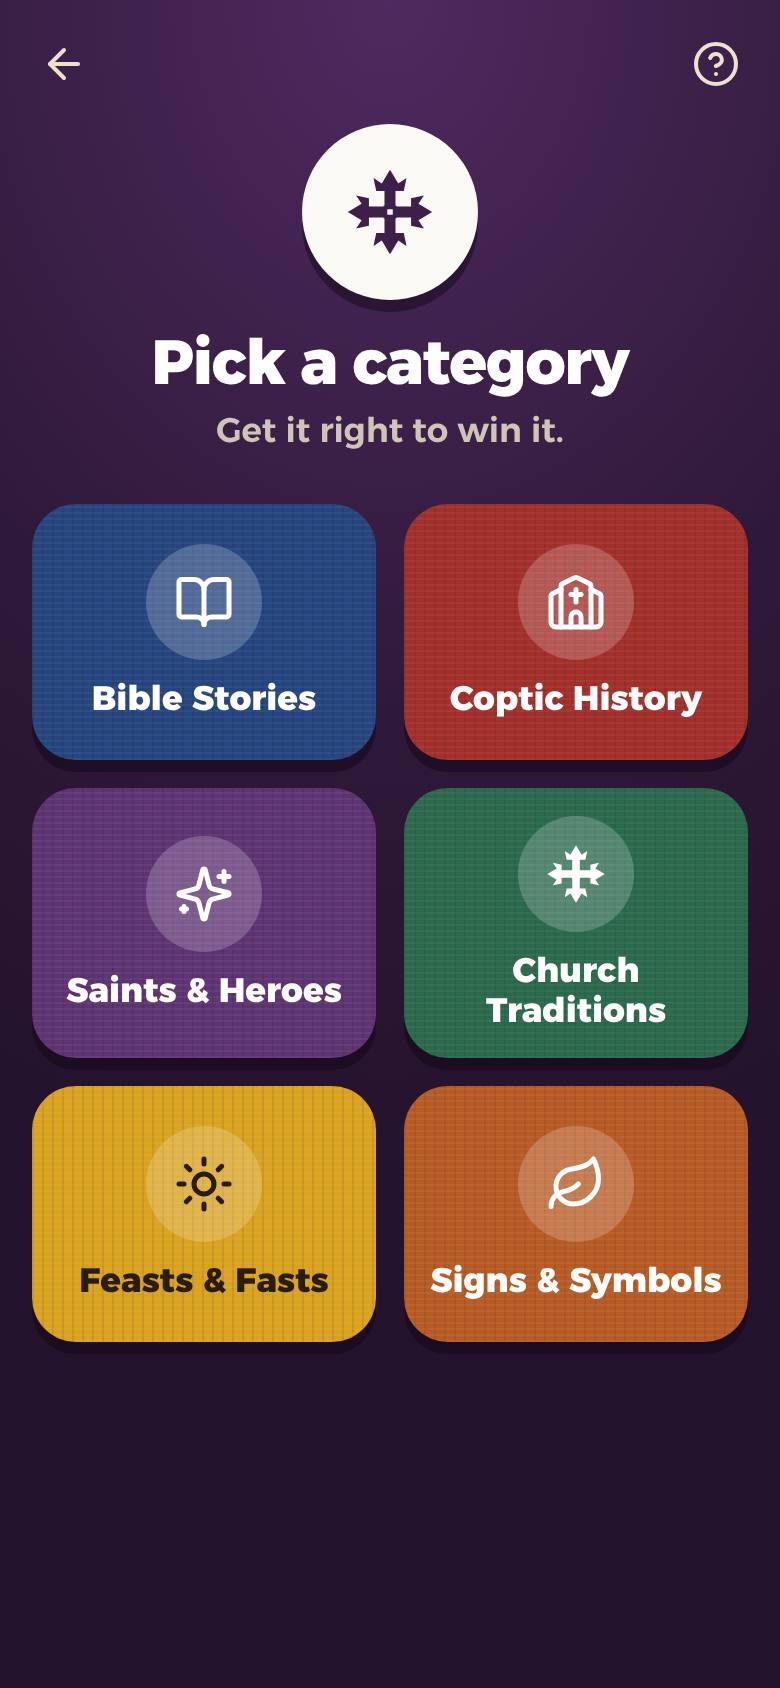 Pick a category
Get it right to win it.
Bible Stories
Coptic History
Saints & Heroes
Church
Traditions
Feasts & Fasts
Signs & Symbols